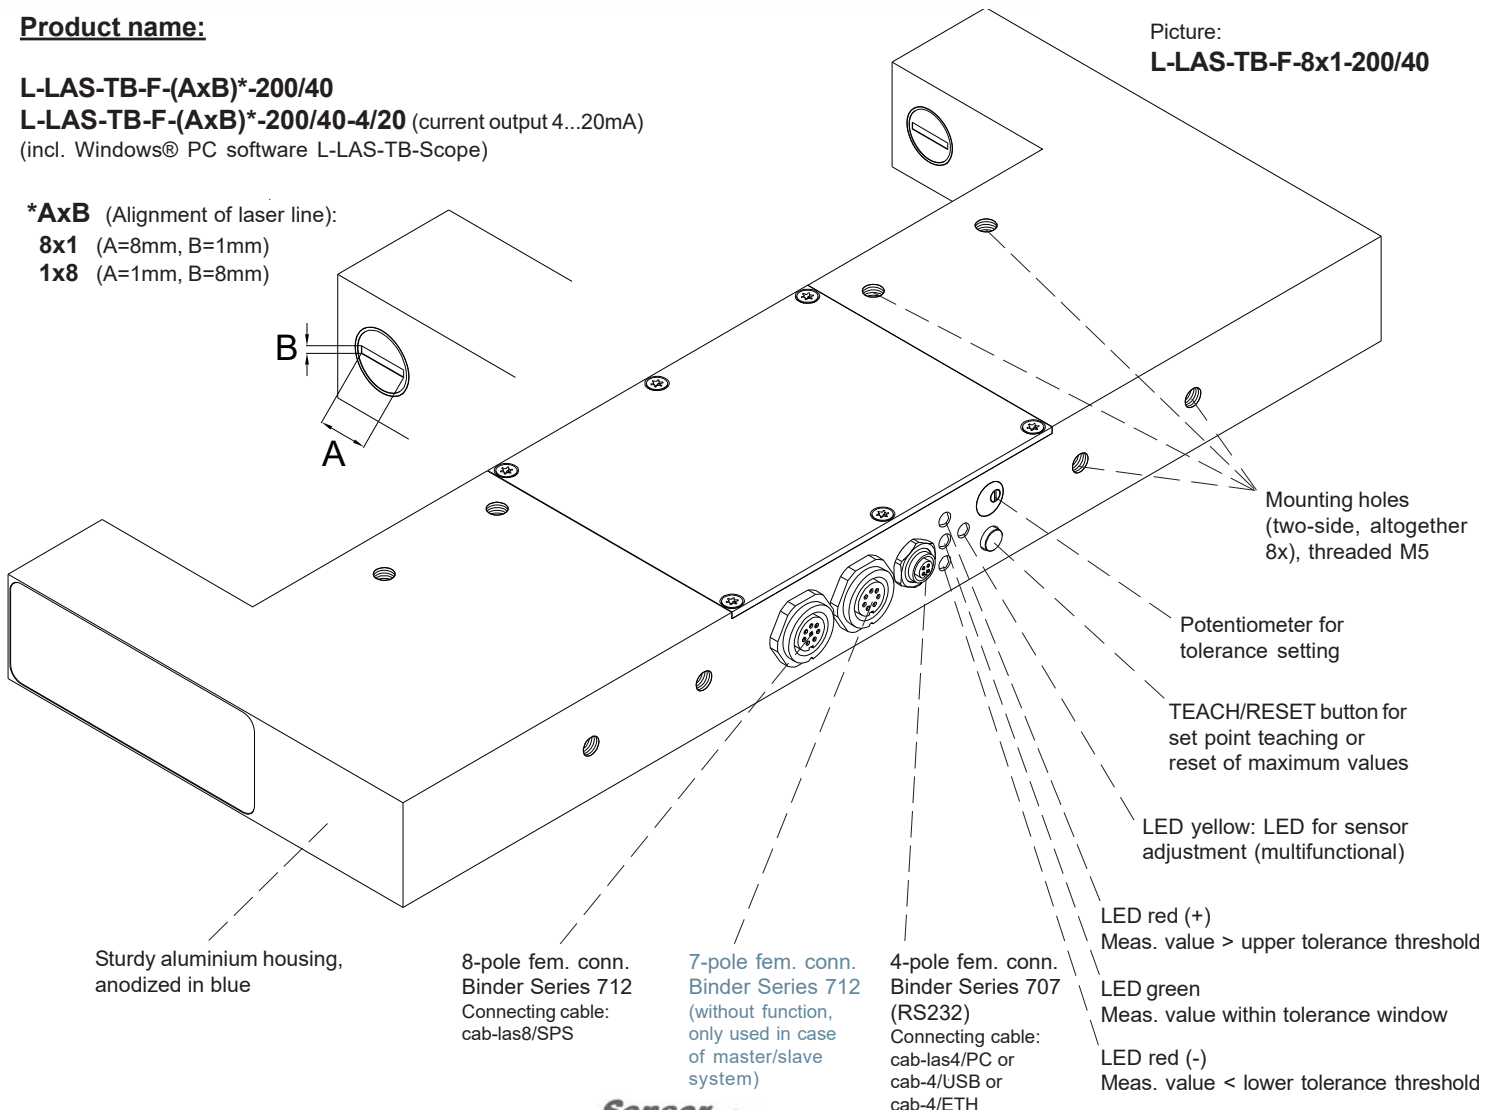 Product name:
L-LAS-TB-F-(AxB)*-200/40
L-LAS-TB-F-(AxB)*-200/40-4/20 (current output 4...20mA)
(incl. Windows® PC software L-LAS-TB-Scope)
*AxB (Alignment of laser line):
8x1 (A=8mm, B=1mm)
1x8 (A=1mm, B=8mm)
Picture:
L-LAS-TB-F-8x1-200/40
B
A
Mounting holes
(two-side, altogether
8x), threaded M5
Potentiometer for
tolerance setting
TEACH/RESET button for
set point teaching or
reset of maximum values
LED yellow: LED for sensor
adjustment (multifunctional)
LED red (+)
Meas. value > upper tolerance threshold
LED green
Meas. value within tolerance window
LED red (-)
Meas. value < lower tolerance threshold
Sturdy aluminium housing,
anodized in blue
8-pole fem. conn.
Binder Series 712
Connecting cable:
cab-las8/SPS
7-pole fem. conn.
Binder Series 712
(without function,
only used in case
of master/slave
system)
4-pole fem. conn.
Binder Series 707
(RS232)
Connecting cable:
cab-las4/PC or
cab-4/USB or
cab-4/ETH